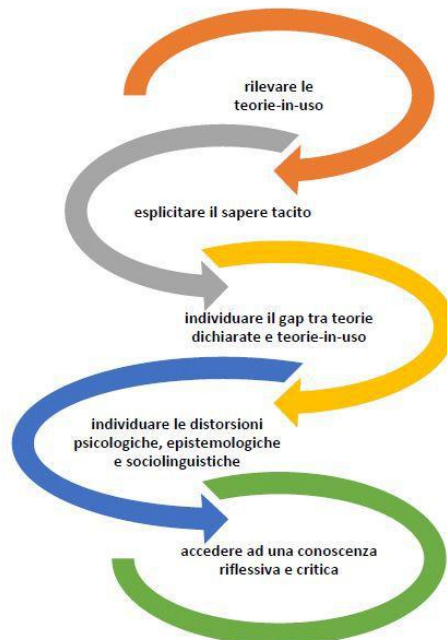 rilevare le
teorie-in-uso
esplicitare il sapere tacito
individuare il gap tra teorie
dichiarate e teorie-in-uso
individuare le distorsioni
psicologiche, epistemologiche
e sociolinguistiche
accedere ad una conoscenza
riflessiva e critica